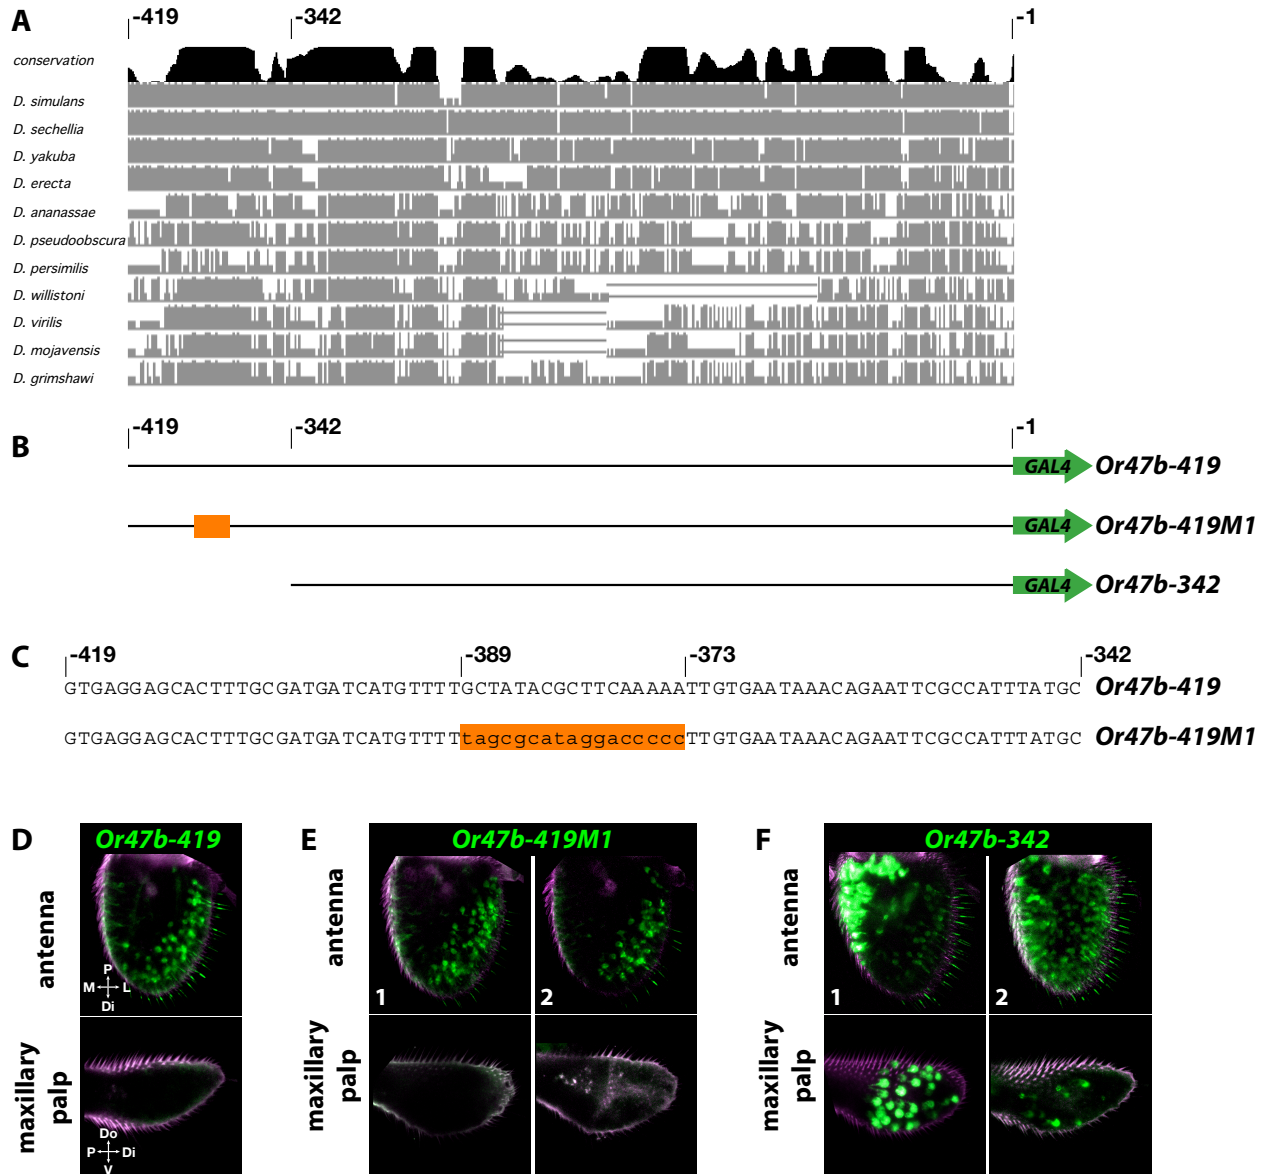 A
-419
-342
-1
conservation
D. simulans
D. sechellia
D. yakuba
D. erecta
D. ananassae
D. pseudoobscura
D. persimilis
D. willistoni
D. virilis
D. mojavensis
D. grimshawi
B
-419
-342
-1
GAL4 Or47b-419
GAL4 Or47b-419M1
GAL4 Or47b-342
C
-419
-389
-373
-342
GTGAGGAGCACTTTGCGATGATCATGTTTTGCTATACGCTTCAAAAATTGTGAATAAACAGAATTCGCCATTTATGC Or47b-419
GTGAGGAGCACTTTGCGATGATCATGTTTTtagcgcataggacccccTTGTGAATAAACAGAATTCGCCATTTATGC Or47b-419M1
D
Or47b-419
antenna
P
M L
Di
maxillary
palp
Do
P Di
V
E
Or47b-419M1
antenna
1
2
maxillary
palp
F
Or47b-342
antenna
1
2
maxillary
palp